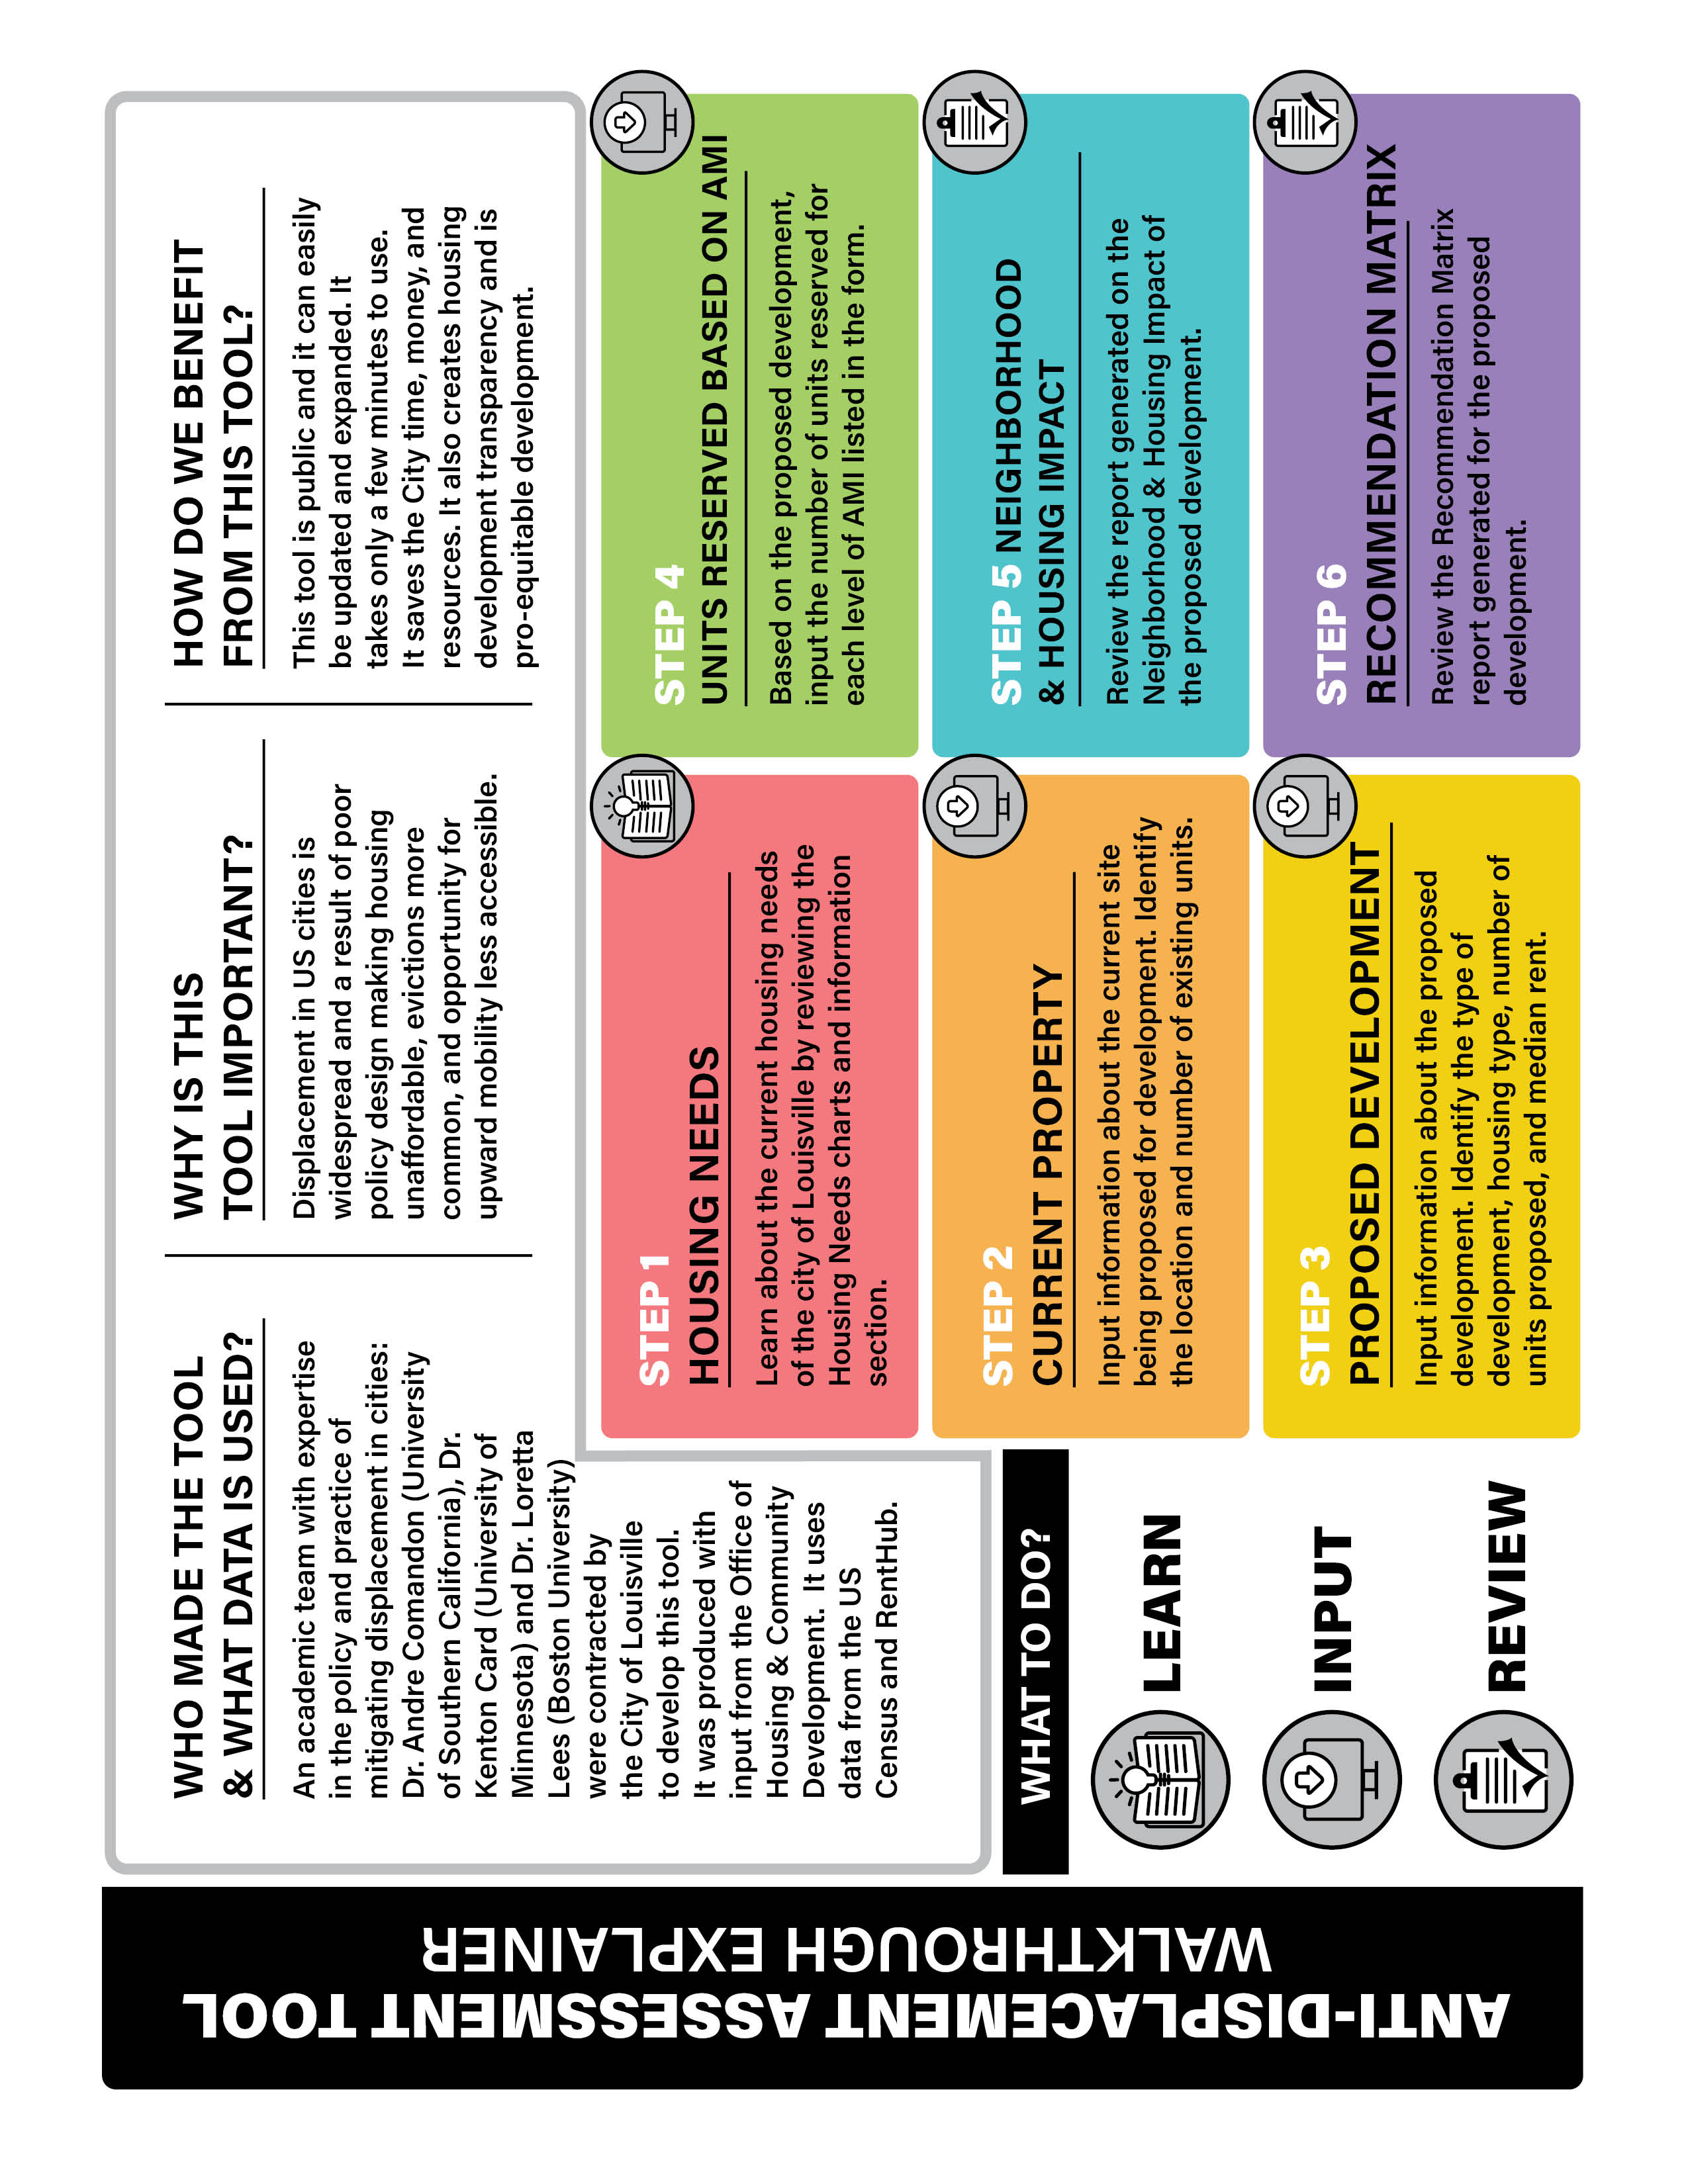 ANTI-DISPLACEMENT ASSESSMENT TOOL
WALKTHROUGH EXPLAINER
WHO MADE THE TOOL
& WHAT DATA IS USED?
An academic team with expertise
in the policy and practice of
mitigating displacement in cities:
Dr. Andre Comandon (University
of Southern California), Dr.
Kenton Card (University of
Minnesota) and Dr. Loretta
Lees (Boston University)
were contracted by
the City of Louisville
to develop this tool.
It was produced with
input from the Office of
Housing & Community
Development.  It uses
data from the US
Census and RentHub.
WHY IS THIS
TOOL IMPORTANT?
Displacement in US cities is
widespread and a result of poor
policy design making housing
unaffordable, evictions more
common, and opportunity for
upward mobility less accessible.
HOW DO WE BENEFIT
FROM THIS TOOL?
This tool is public and it can easily
be updated and expanded. It
takes only a few minutes to use.
It saves the City time, money, and
resources. It also creates housing
development transparency and is
pro-equitable development.
WHAT TO DO?
LEARN
INPUT
REVIEW
STEP 1
HOUSING NEEDS
Learn about the current housing needs
of the city of Louisville by reviewing the
Housing Needs charts and information
section.
STEP 2
CURRENT PROPERTY
Input information about the current site
being proposed for development. Identify
the location and number of existing units.
STEP 3
PROPOSED DEVELOPMENT
Input information about the proposed
development. Identify the type of
development, housing type, number of
units proposed, and median rent.
STEP 4
UNITS RESERVED BASED ON AMI
Based on the proposed development,
input the number of units reserved for
each level of AMI listed in the form.
STEP 5 NEIGHBORHOOD
& HOUSING IMPACT
Review the report generated on the
Neighborhood & Housing Impact of
the proposed development.
STEP 6
RECOMMENDATION MATRIX
Review the Recommendation Matrix
report generated for the proposed
development.